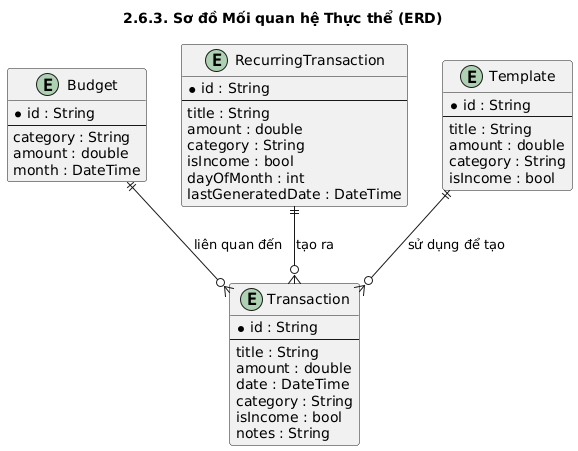 2.6.3. Sơ đồ Mối quan hệ Thực thể (ERD)
E Budget
id : String
category : String
amount : double
month : DateTime
E RecurringTransaction
id : String
title : String
amount : double
category : String
isIncome : bool
dayOfMonth : int
lastGeneratedDate : DateTime
E Template
id : String
title : String
amount : double
category : String
isIncome : bool
liên quan đến
tạo ra
sử dụng để tạo
E Transaction
id : String
title : String
amount : double
date : DateTime
category : String
isIncome : bool
notes : String